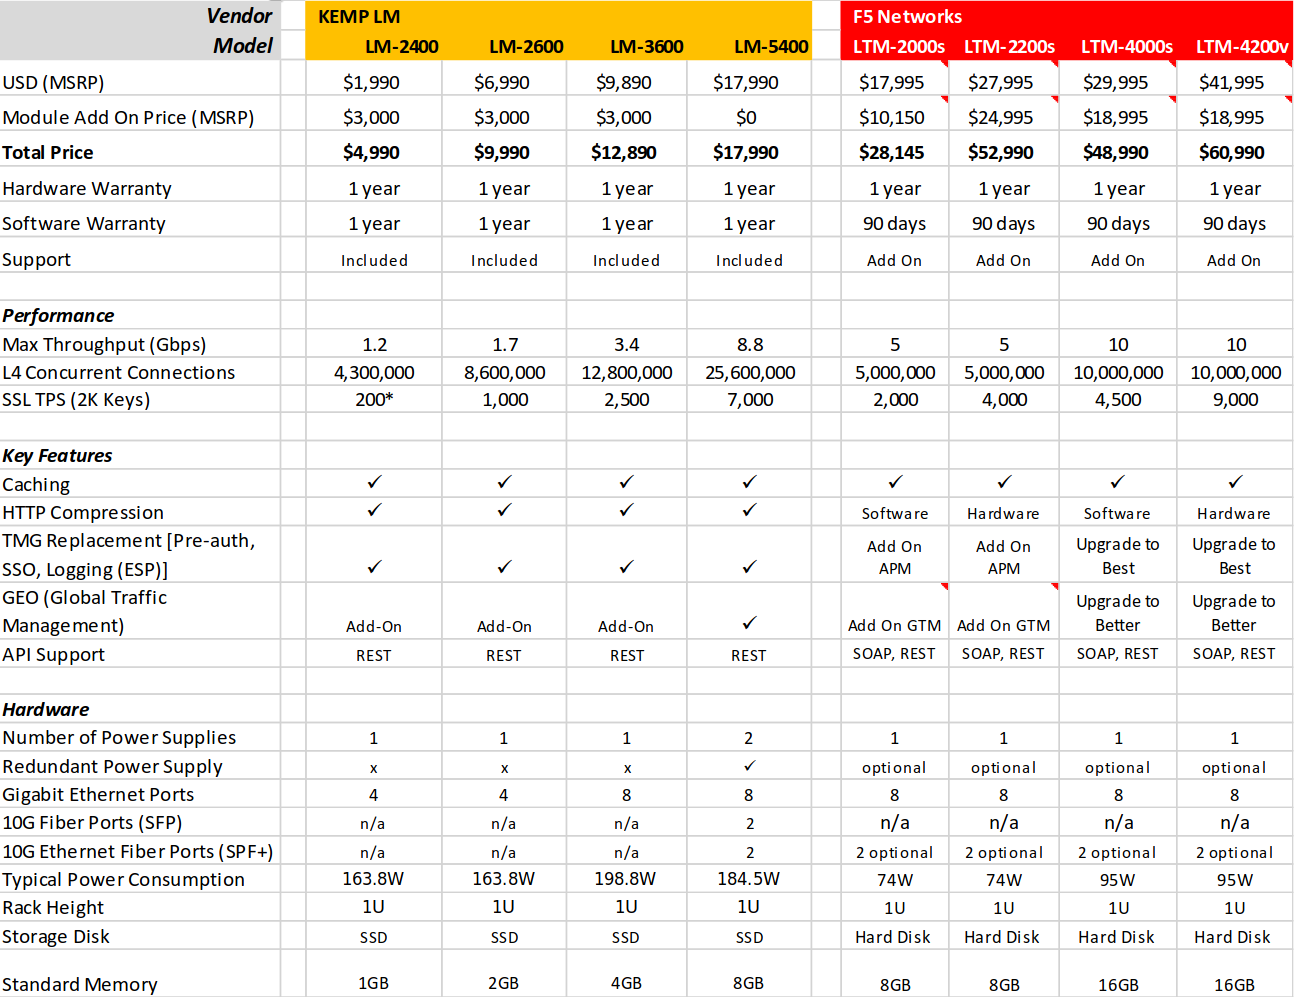 Vendor KEMP LM F5 Networks
Model LM-2400 LM-2600 LM-3600 LM-5400 LTM-2000s LTM-2200s LTM-4000s LTM-4200v
USD (MSRP) $1,990 $6,990 $9,890 $17,990 $17,995 $27,995 $29,995 $41,995
Module Add On Price (MSRP) $3,000 $3,000 $3,000 $0 $10,150 $24,995 $18,995 $18,995
Total Price $4,990 $9,990 $12,890 $17,990 $28,145 $52,990 $48,990 $60,990
Hardware Warranty 1 year 1 year 1 year 1 year 1 year 1 year 1 year 1 year
Software Warranty 1 year 1 year 1 year 1 year 90 days 90 days 90 days 90 days
Support Included Included Included Included Add On Add On Add On Add On
Performance
Max Throughput (Gbps) 1.2 1.7 3.4 8.8 5 5 10 10
L4 Concurrent Connections 4,300,000 8,600,000 12,800,000 25,600,000 5,000,000 5,000,000 10,000,000 10,000,000
SSL TPS (2K Keys) 200* 1,000 2,500 7,000 2,000 4,000 4,500 9,000
Key Features
Caching ✓ ✓ ✓ ✓ ✓ ✓ ✓ ✓
HTTP Compression ✓ ✓ ✓ ✓ Software Hardware Software Hardware
TMG Replacement [Pre-auth, Add On Add On Upgrade to Upgrade to
SSO, Logging (ESP)] ✓ ✓ ✓ ✓ APM APM Best Best
GEO (Global Traffic Upgrade to Upgrade to
Management) Add-On Add-On Add-On ✓ Add On GTM Add On GTM Better Better
API Support REST REST REST REST SOAP, REST SOAP, REST SOAP, REST SOAP, REST
Hardware
Number of Power Supplies 1 1 1 2 1 1 1 1
Redundant Power Supply x x x ✓ optional optional optional optional
Gigabit Ethernet Ports 4 4 8 8 8 8 8 8
10G Fiber Ports (SFP) n/a n/a n/a 2 n/a n/a n/a n/a
10G Ethernet Fiber Ports (SPF+) n/a n/a n/a 2 2 optional 2 optional 2 optional 2 optional
Typical Power Consumption 163.8W 163.8W 198.8W 184.5W 74W 74W 95W 95W
Rack Height 1U 1U 1U 1U 1U 1U 1U 1U
Storage Disk SSD SSD SSD SSD Hard Disk Hard Disk Hard Disk Hard Disk
Standard Memory 1GB 2GB 4GB 8GB 8GB 8GB 16GB 16GB